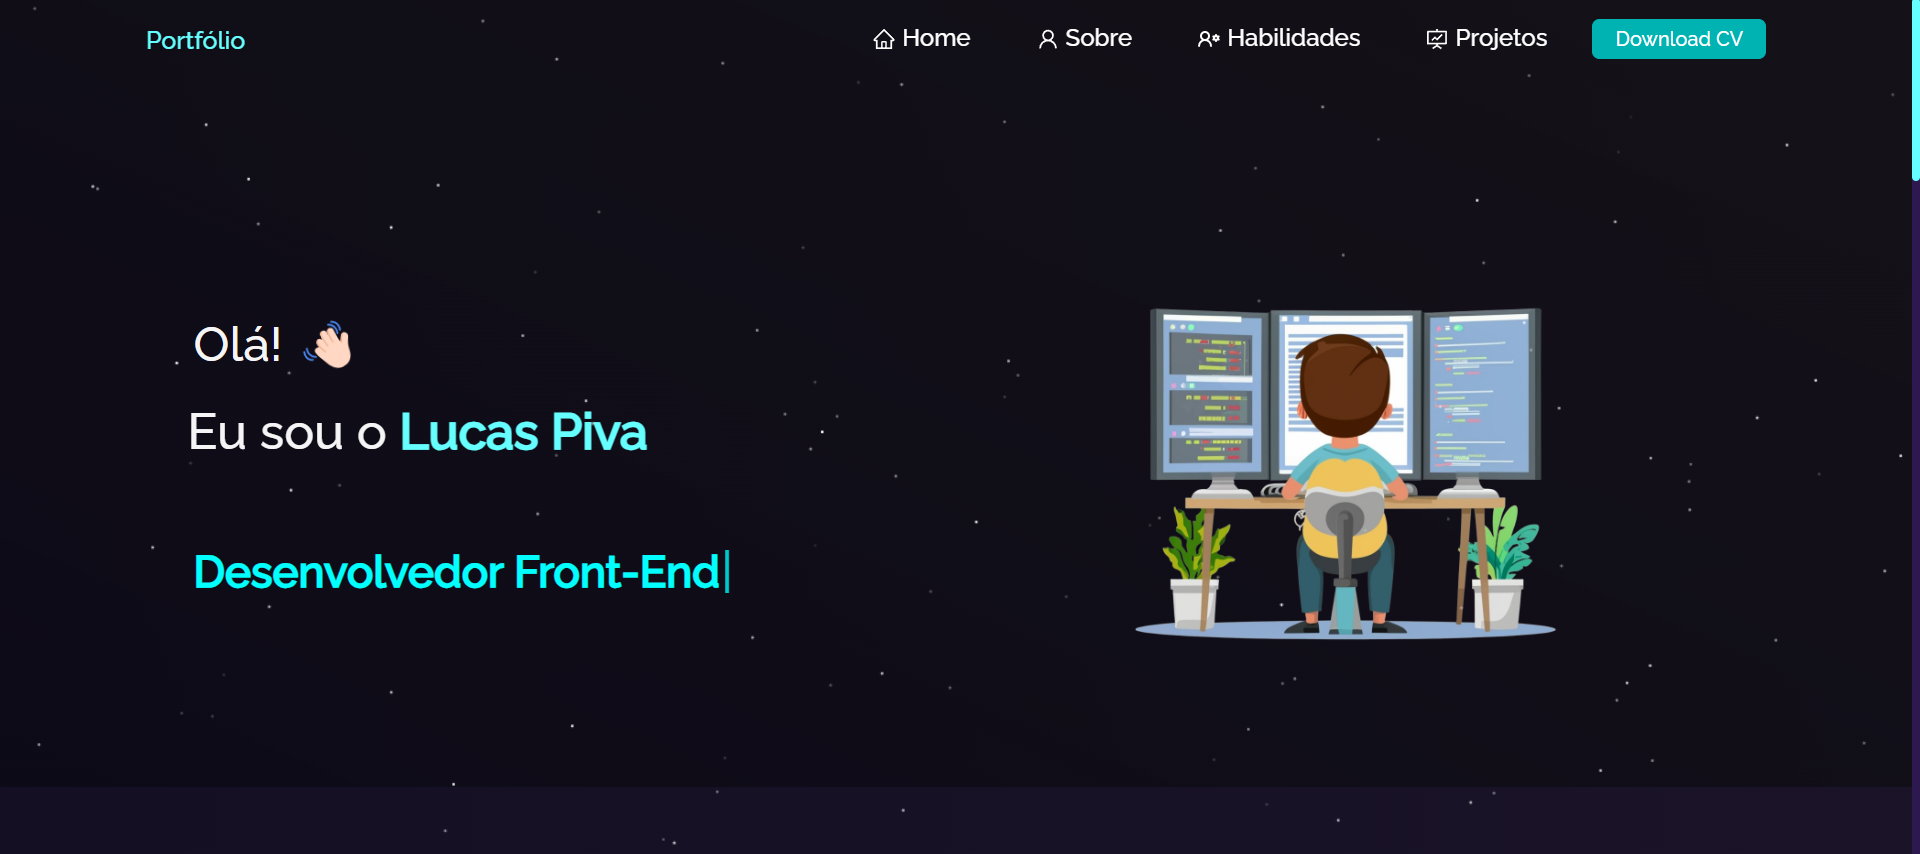 Portfólio
Home
Sobre
Habilidades
Projetos
Download CV
Olá!
Eu sou o Lucas Piva
Desenvolvedor Front-End